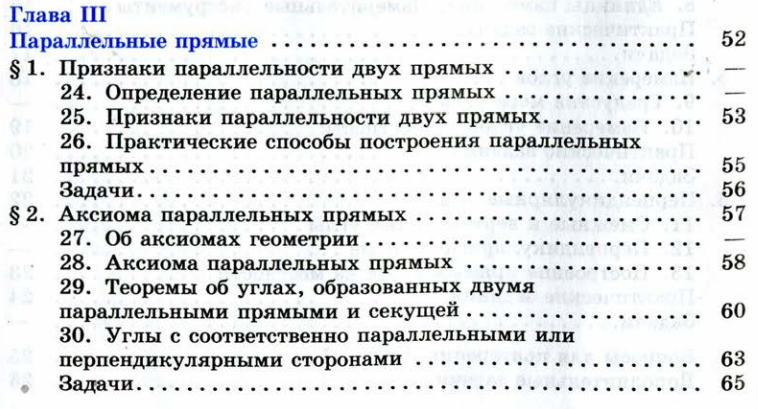 Глава III
Параллельные прямые ........ 52
§ 1. Признаки параллельности двух прямых ........ —
24. Определение параллельных прямых ........ —
25. Признаки параллельности двух прямых ........ 53
26. Практические способы построения параллельных
прямых ........ 55
Задачи ........ 56
§ 2. Аксиома параллельных прямых ........ 57
27. Об аксиомах геометрии ........ —
28. Аксиома параллельных прямых ........ 58
29. Теоремы об углах, образованных двумя
параллельными прямыми и секущей ........ 60
30. Углы с соответственно параллельными или
перпендикулярными сторонами ........ 63
Задачи ........ 65